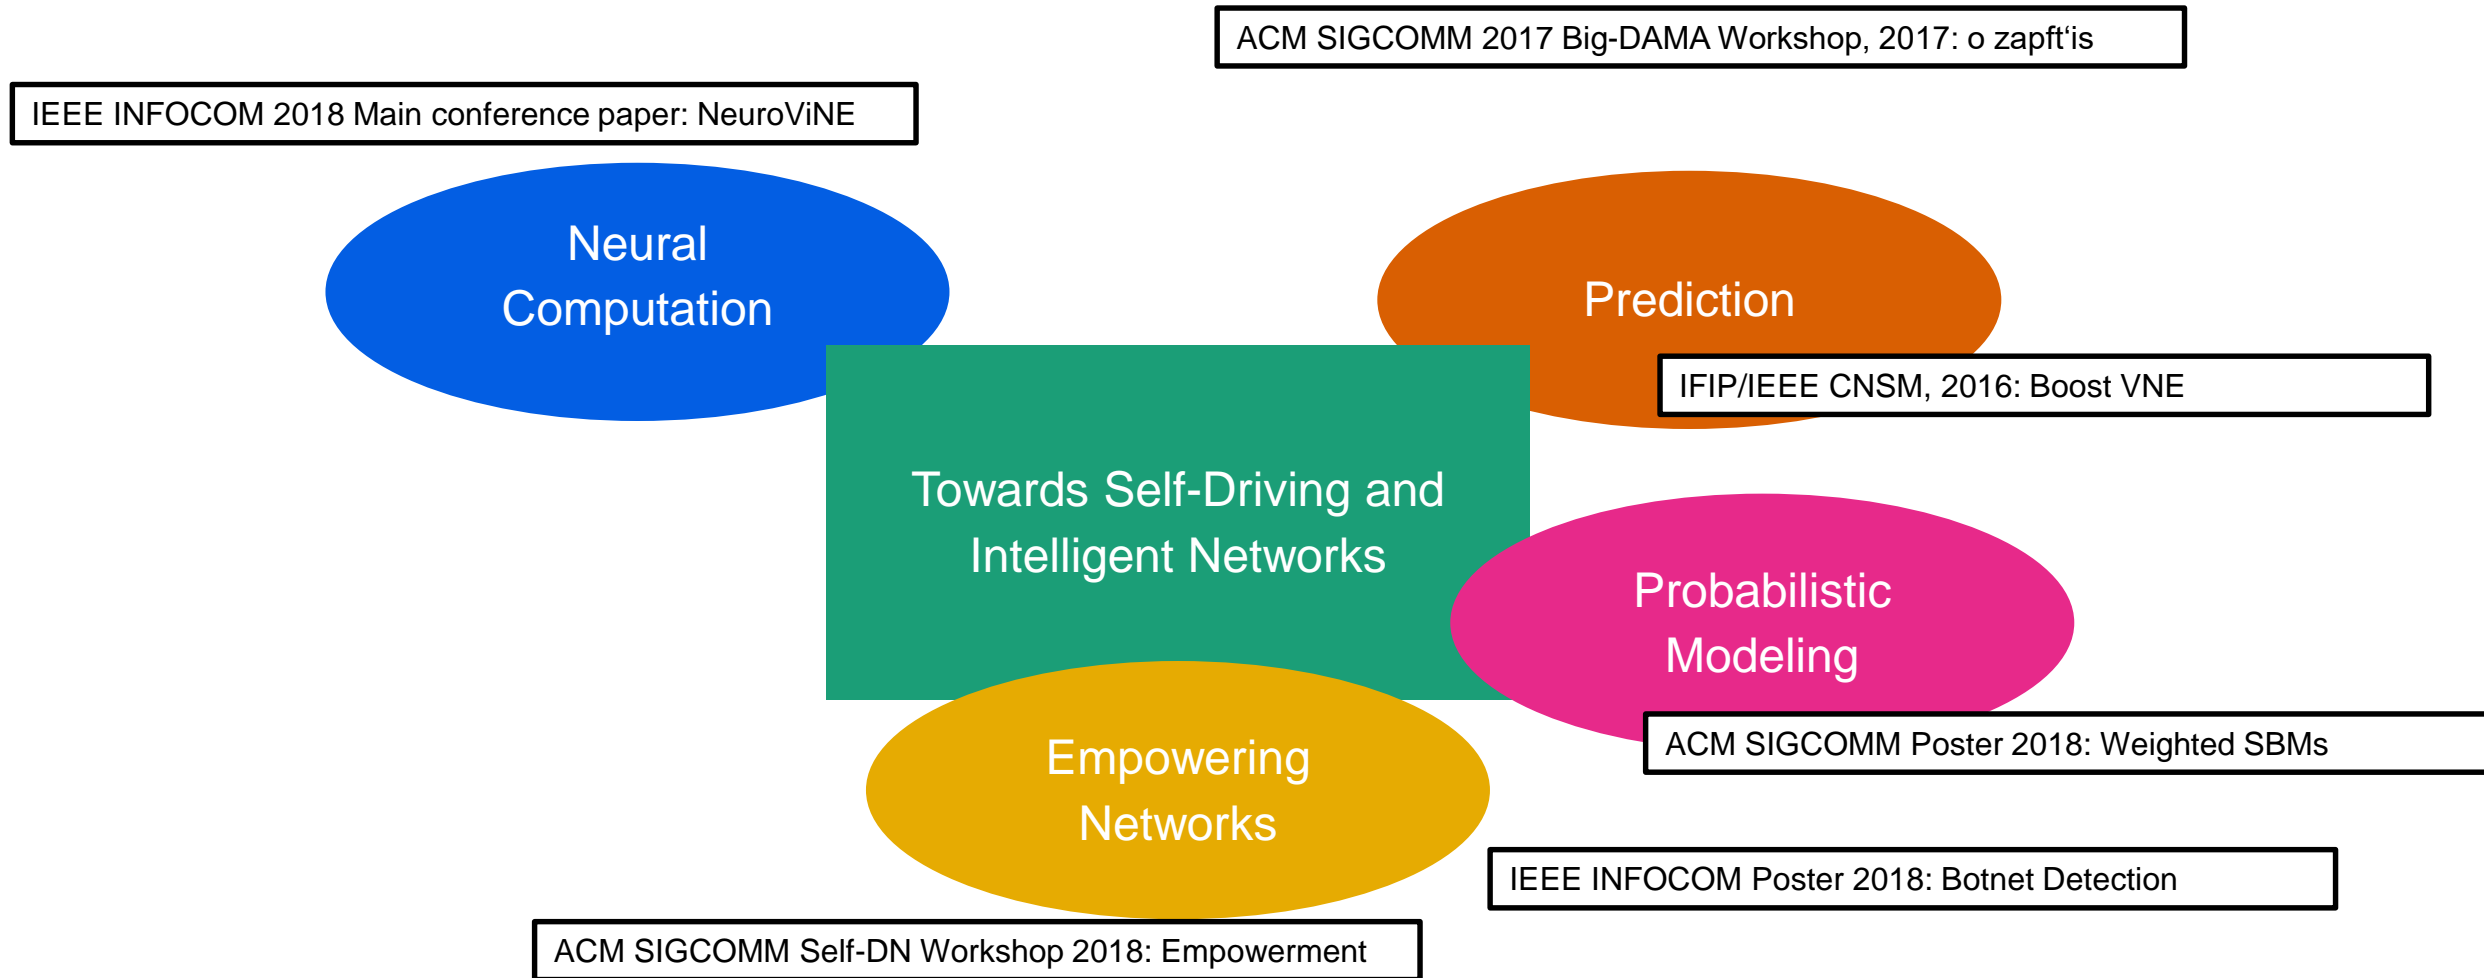 ACM SIGCOMM 2017 Big-DAMA Workshop, 2017: o zapft‘is
IEEE INFOCOM 2018 Main conference paper: NeuroViNE
Neural
Computation
Prediction
IFIP/IEEE CNSM, 2016: Boost VNE
Towards Self-Driving and
Intelligent Networks
Probabilistic
Modeling
ACM SIGCOMM Poster 2018: Weighted SBMs
Empowering
Networks
IEEE INFOCOM Poster 2018: Botnet Detection
ACM SIGCOMM Self-DN Workshop 2018: Empowerment